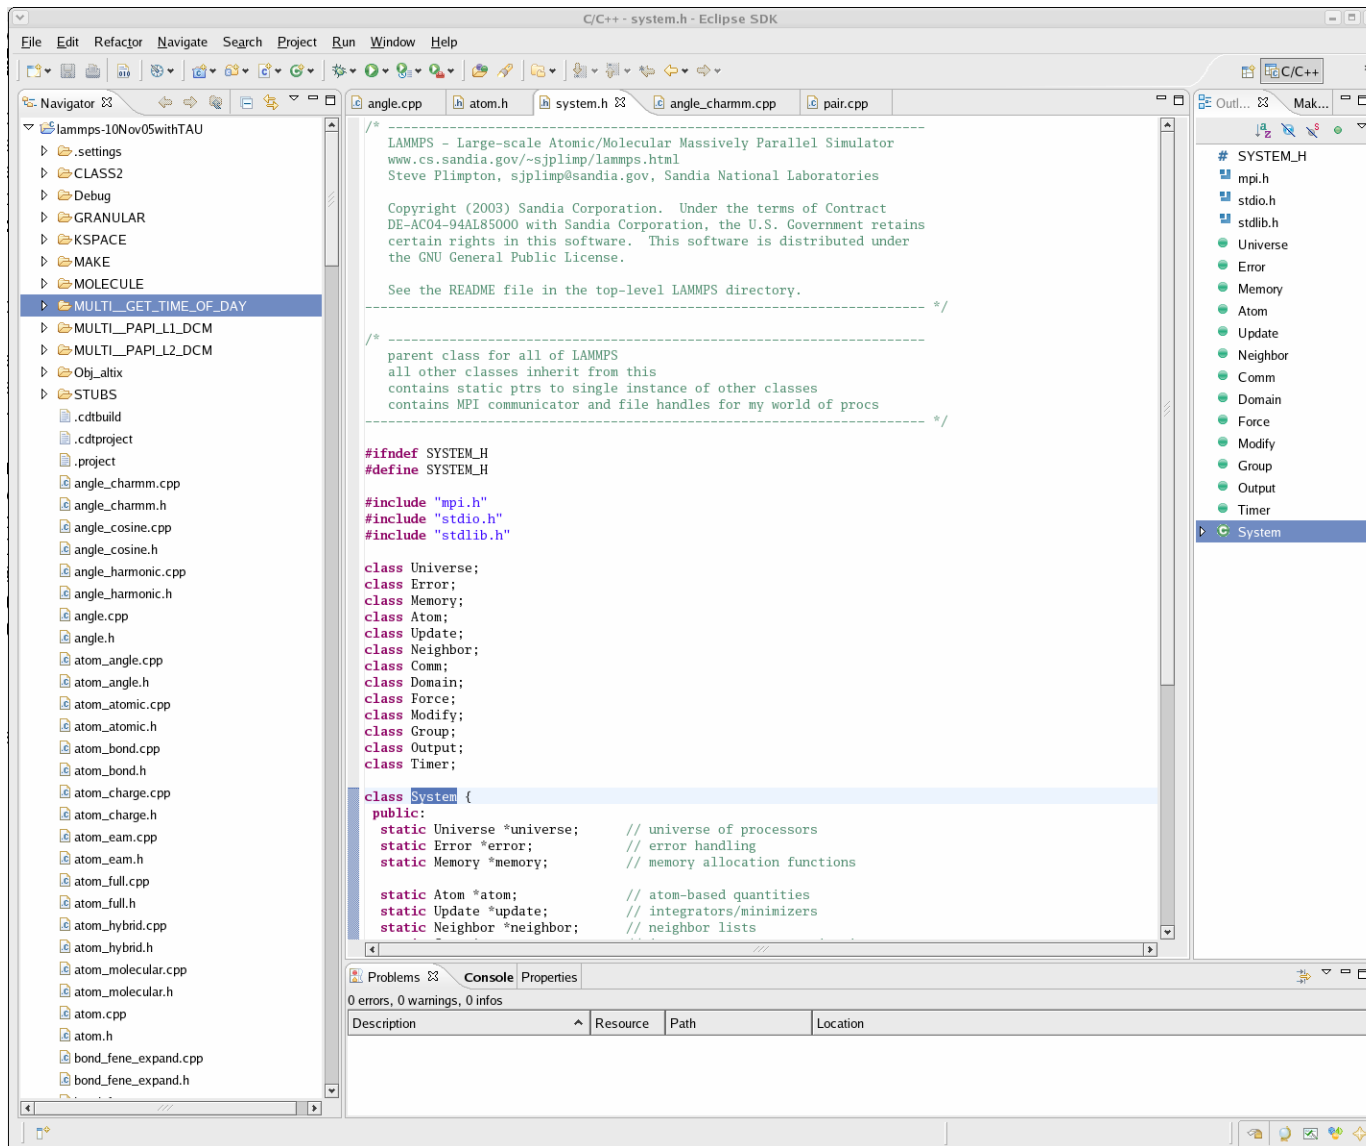 C/C++ - system.h - Eclipse SDK
File Edit Refactor Navigate Search Project Run Window Help
C/C++
Navigator
angle.cpp
atom.h
system.h
angle_charmm.cpp
pair.cpp
Outl...
Mak...
lammps-10Nov05withTAU
.settings
CLASS2
Debug
GRANULAR
KSPACE
MAKE
MOLECULE
MULTI__GET_TIME_OF_DAY
MULTI__PAPI_L1_DCM
MULTI__PAPI_L2_DCM
Obj_altix
STUBS
.cdtbuild
.cdtproject
.project
angle_charmm.cpp
angle_charmm.h
angle_cosine.cpp
angle_cosine.h
angle_harmonic.cpp
angle_harmonic.h
angle.cpp
angle.h
atom_angle.cpp
atom_angle.h
atom_atomic.cpp
atom_atomic.h
atom_bond.cpp
atom_bond.h
atom_charge.cpp
atom_charge.h
atom_eam.cpp
atom_eam.h
atom_full.cpp
atom_full.h
atom_hybrid.cpp
atom_hybrid.h
atom_molecular.cpp
atom_molecular.h
atom.cpp
atom.h
bond_fene_expand.cpp
bond_fene_expand.h
/* ----------------------------------------------------------------------
LAMMPS - Large-scale Atomic/Molecular Massively Parallel Simulator
www.cs.sandia.gov/~sjplimp/lammps.html
Steve Plimpton, sjplimp@sandia.gov, Sandia National Laboratories
Copyright (2003) Sandia Corporation.  Under the terms of Contract
DE-AC04-94AL85000 with Sandia Corporation, the U.S. Government retains
certain rights in this software.  This software is distributed under
the GNU General Public License.
See the README file in the top-level LAMMPS directory.
------------------------------------------------------------------------- */
/* ----------------------------------------------------------------------
parent class for all of LAMMPS
all other classes inherit from this
contains static ptrs to single instance of other classes
contains MPI communicator and file handles for my world of procs
------------------------------------------------------------------------- */
#ifndef SYSTEM_H
#define SYSTEM_H
#include "mpi.h"
#include "stdio.h"
#include "stdlib.h"
class Universe;
class Error;
class Memory;
class Atom;
class Update;
class Neighbor;
class Comm;
class Domain;
class Force;
class Modify;
class Group;
class Output;
class Timer;
class System {
public:
static Universe *universe;      // universe of processors
static Error *error;            // error handling
static Memory *memory;          // memory allocation functions
static Atom *atom;              // atom-based quantities
static Update *update;          // integrators/minimizers
static Neighbor *neighbor;      // neighbor lists
# SYSTEM_H
mpi.h
stdio.h
stdlib.h
Universe
Error
Memory
Atom
Update
Neighbor
Comm
Domain
Force
Modify
Group
Output
Timer
System
Problems Console Properties
0 errors, 0 warnings, 0 infos
Description Resource Path Location